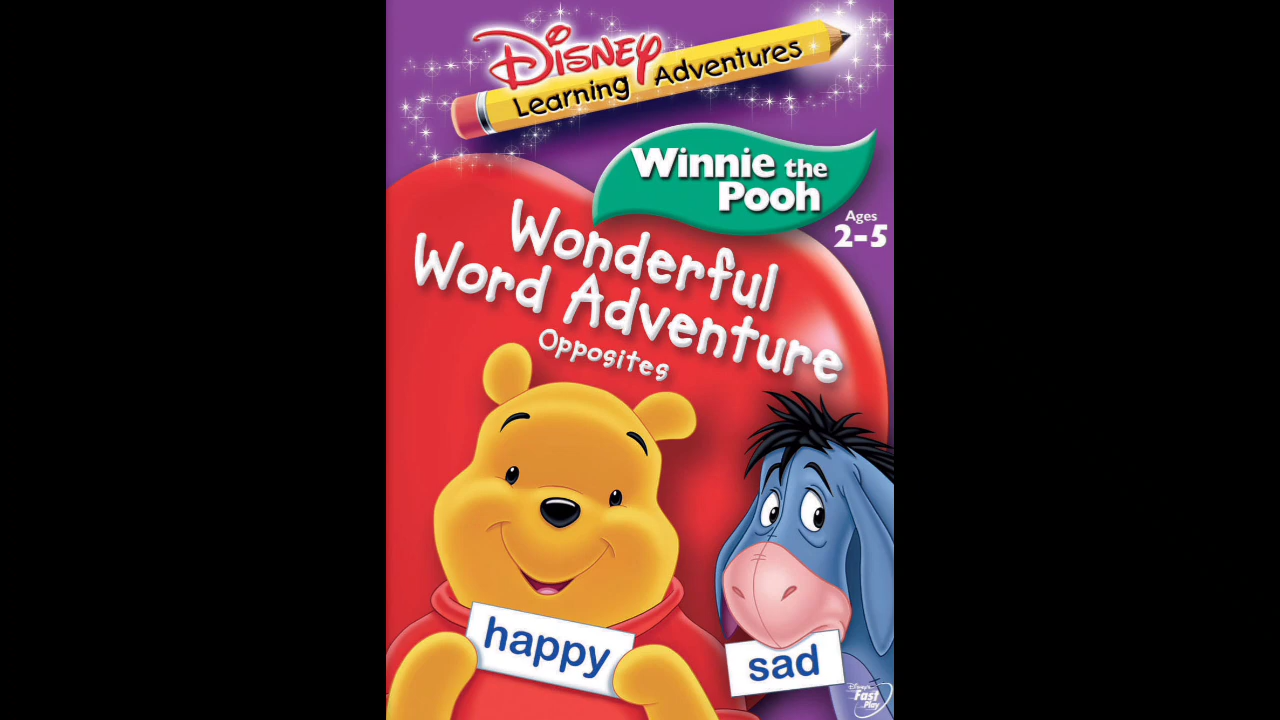 Disney
Learning Adventures
Winnie the
Pooh
Ages
2-5
Wonderful
Word Adventure
Opposites
happy
sad
Disney's
Fast
Play